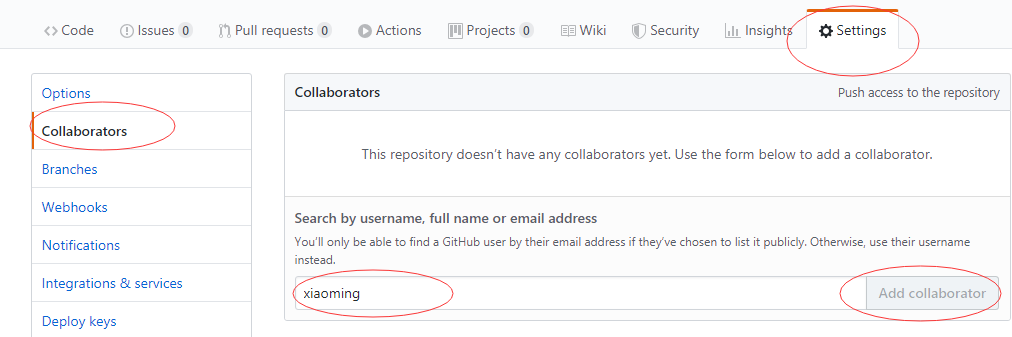 Code Issues 0 Pull requests 0 Actions Projects 0 Wiki Security Insights Settings
Options
Collaborators
Branches
Webhooks
Notifications
Integrations & services
Deploy keys
Collaborators Push access to the repository
This repository doesn't have any collaborators yet. Use the form below to add a collaborator.
Search by username, full name or email address
You'll only be able to find a GitHub user by their email address if they've chosen to list it publicly. Otherwise, use their username
instead.
xiaoming Add collaborator